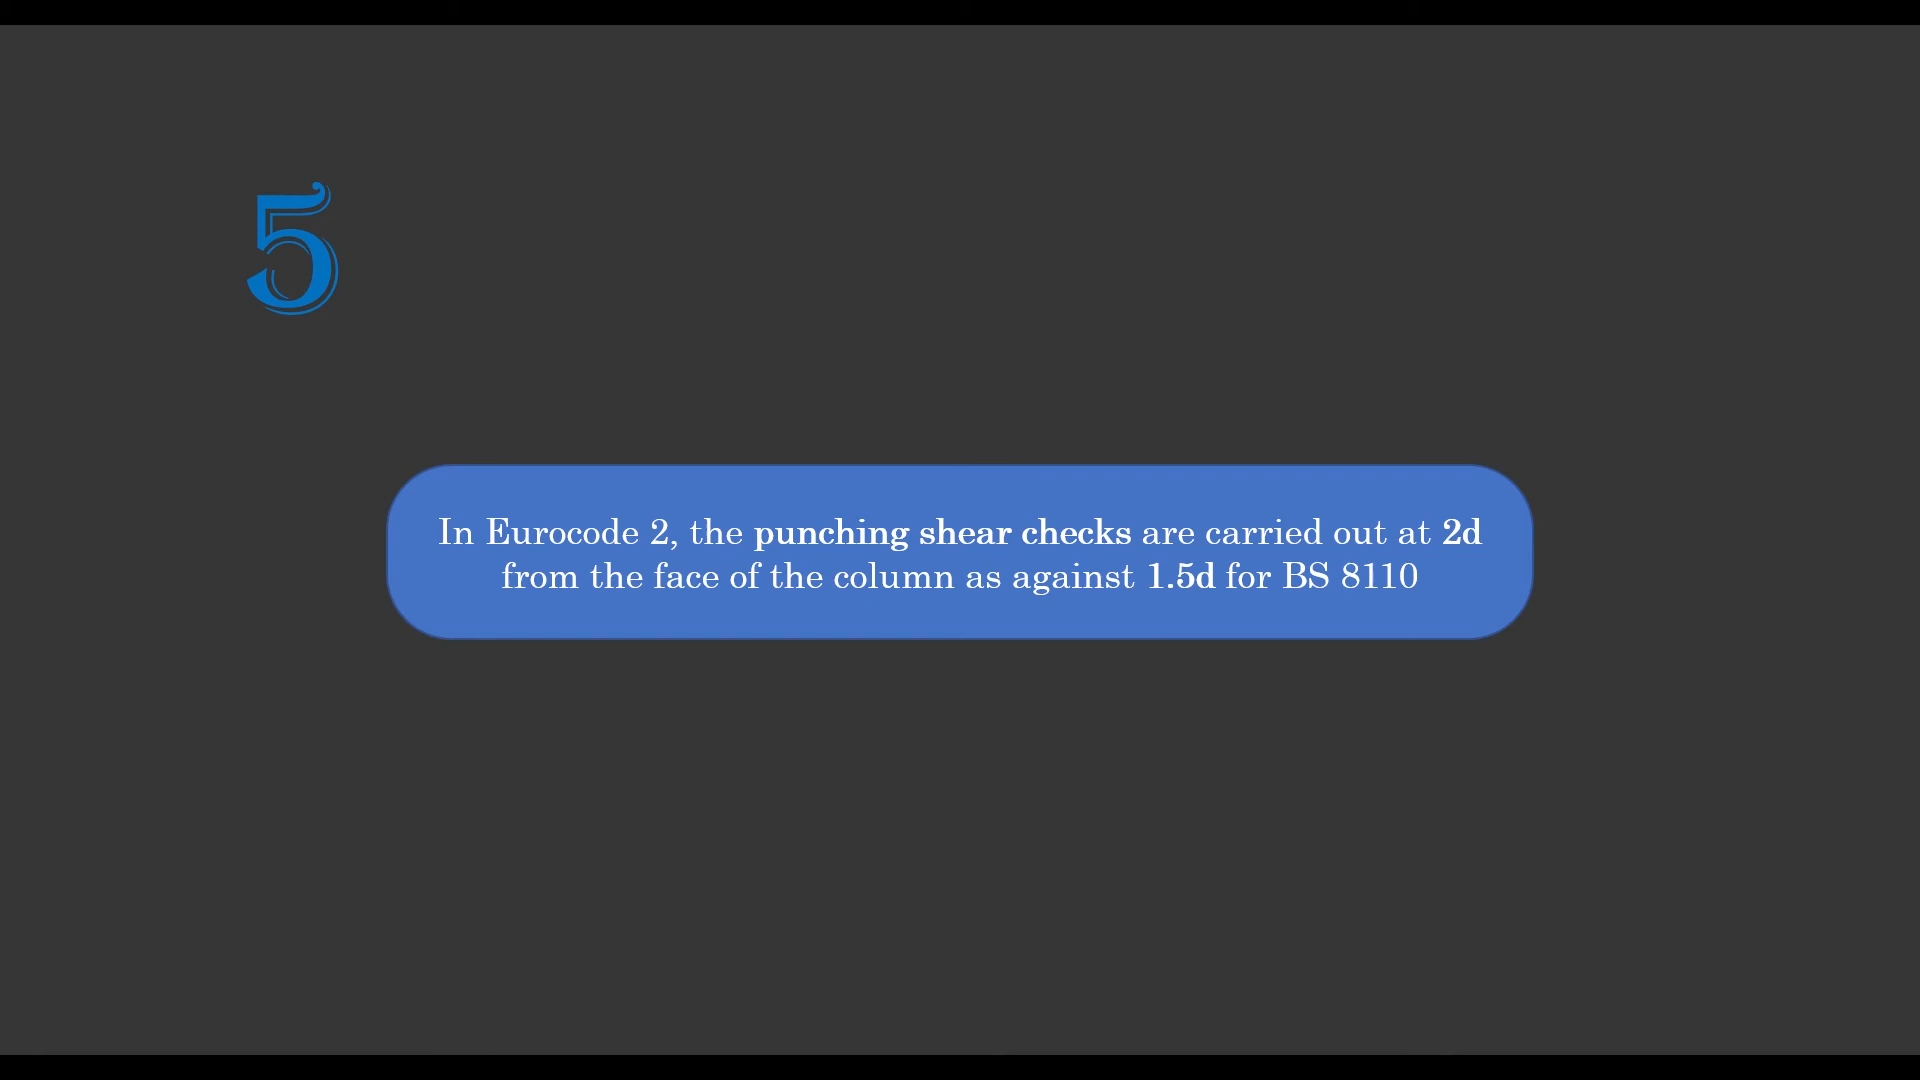 5
In Eurocode 2, the punching shear checks are carried out at 2d
from the face of the column as against 1.5d for BS 8110